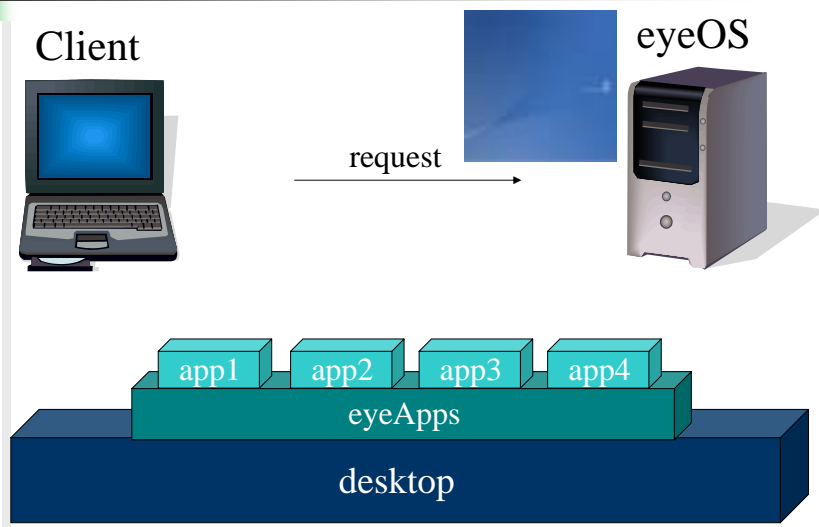 Client
eyeOS
request
app1 app2 app3 app4
eyeApps
desktop